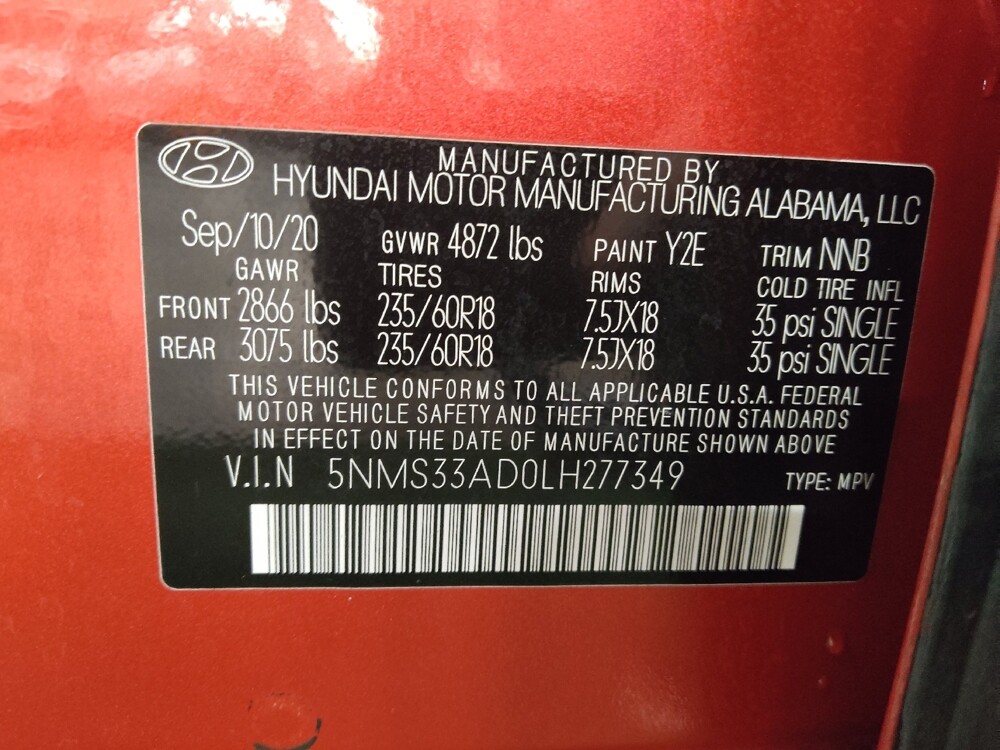 MANUFACTURED BY
HYUNDAI MOTOR MANUFACTURING ALABAMA, LLC
Sep/10/20 GVWR 4872 lbs PAINT Y2E TRIM NNB
GAWR TIRES RIMS COLD TIRE INFL
FRONT 2866 lbs 235/60R18 7.5JX18 35 psi SINGLE
REAR 3075 lbs 235/60R18 7.5JX18 35 psi SINGLE
THIS VEHICLE CONFORMS TO ALL APPLICABLE U.S.A. FEDERAL
MOTOR VEHICLE SAFETY AND THEFT PREVENTION STANDARDS
IN EFFECT ON THE DATE OF MANUFACTURE SHOWN ABOVE
V.I.N 5NMS33AD0LH277349 TYPE: MPV